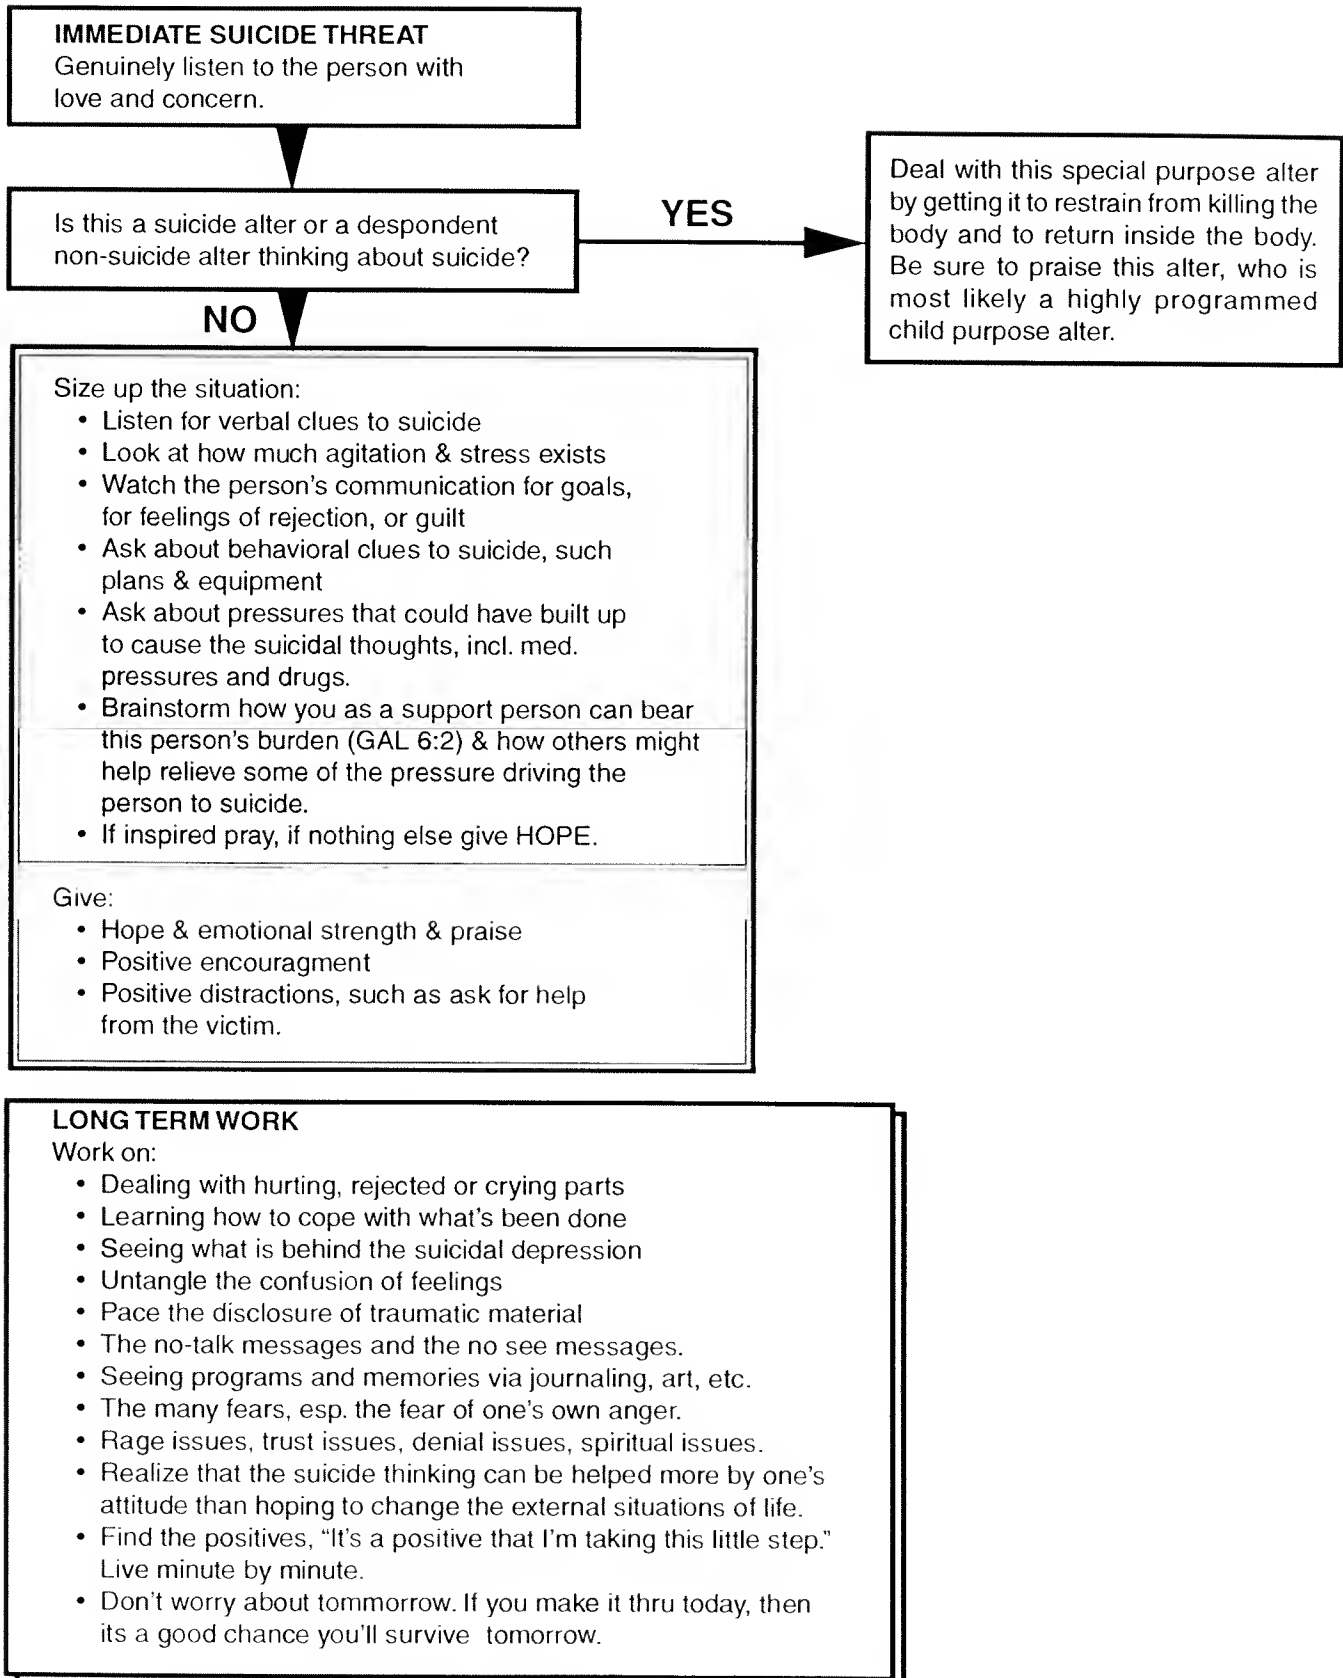 IMMEDIATE SUICIDE THREAT
Genuinely listen to the person with
love and concern.
Is this a suicide alter or a despondent
non-suicide alter thinking about suicide?
YES
Deal with this special purpose alter
by getting it to restrain from killing the
body and to return inside the body.
Be sure to praise this alter, who is
most likely a highly programmed
child purpose alter.
NO
Size up the situation:
• Listen for verbal clues to suicide
• Look at how much agitation & stress exists
• Watch the person's communication for goals,
for feelings of rejection, or guilt
• Ask about behavioral clues to suicide, such
plans & equipment
• Ask about pressures that could have built up
to cause the suicidal thoughts, incl. med.
pressures and drugs.
• Brainstorm how you as a support person can bear
this person's burden (GAL 6:2) & how others might
help relieve some of the pressure driving the
person to suicide.
• If inspired pray, if nothing else give HOPE.
Give:
• Hope & emotional strength & praise
• Positive encouragment
• Positive distractions, such as ask for help
from the victim.
LONG TERM WORK
Work on:
• Dealing with hurting, rejected or crying parts
• Learning how to cope with what's been done
• Seeing what is behind the suicidal depression
• Untangle the confusion of feelings
• Pace the disclosure of traumatic material
• The no-talk messages and the no see messages.
• Seeing programs and memories via journaling, art, etc.
• The many fears, esp. the fear of one's own anger.
• Rage issues, trust issues, denial issues, spiritual issues.
• Realize that the suicide thinking can be helped more by one's
attitude than hoping to change the external situations of life.
• Find the positives, “It's a positive that I'm taking this little step.”
Live minute by minute.
• Don't worry about tommorrow. If you make it thru today, then
its a good chance you'll survive tomorrow.